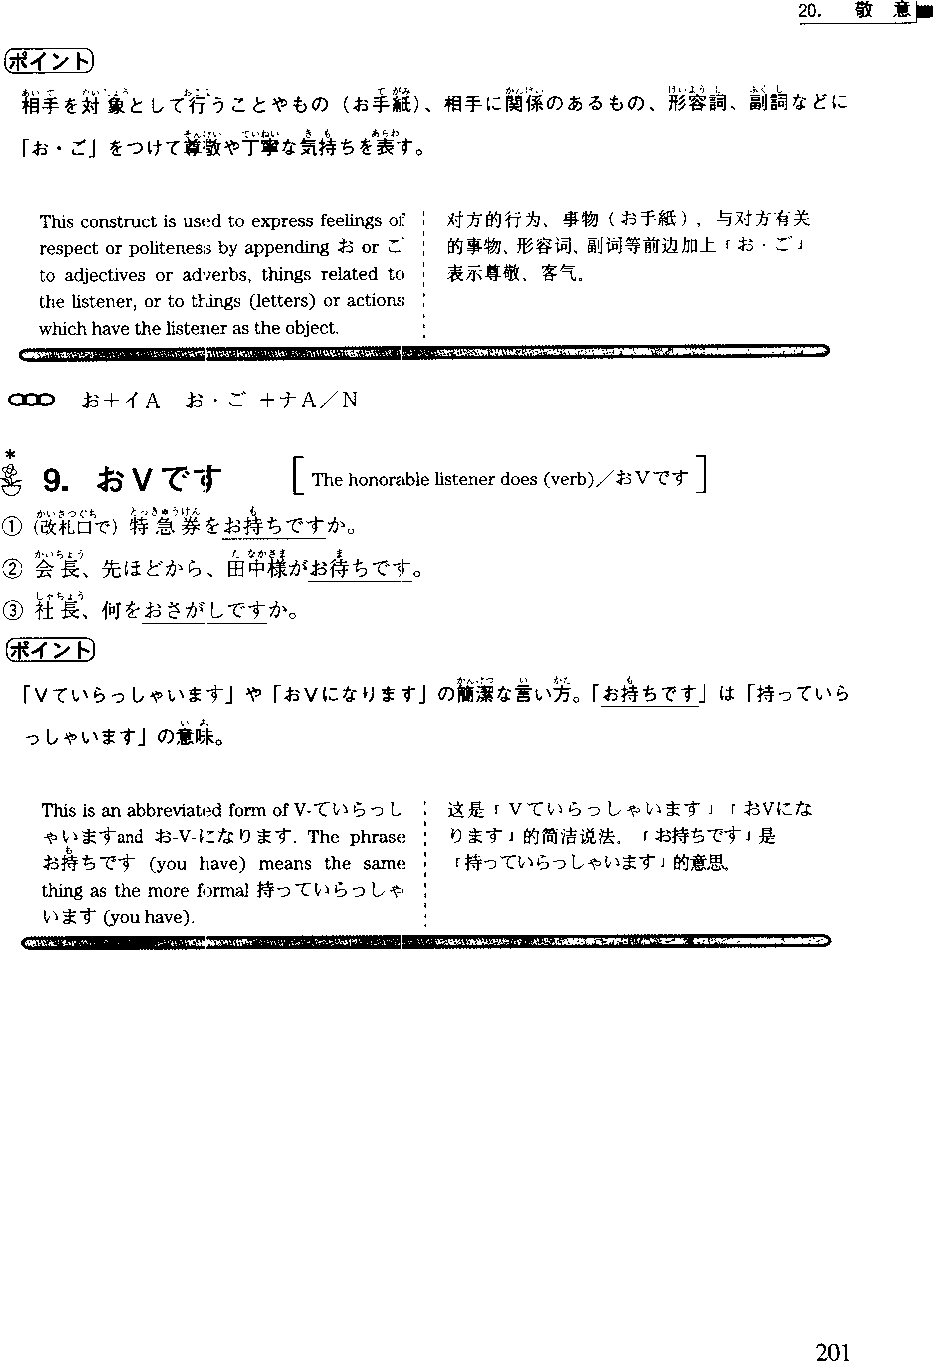 20. 敬意
ポイント
相手を対象として行うことやもの（お手紙）、相手に関係のあるもの、形容詞、副詞などに
「お・ご」をつけて尊敬や丁寧な気持ちを表す。
This construct is used to express feelings of
respect or politeness by appending お or ご
to adjectives or adverbs, things related to
the listener, or to things (letters) or actions
which have the listener as the object.
对方的行为、事物（お手紙）, 与对方有关
的事物、形容词、副词等前边加上「お・ご」
表示尊敬、客气。
お＋イA お・ご ＋ナA／N
* 9. おVです [ The honorable listener does (verb)／おVです ]
① (改札口で) 特急券をお持ちですか。
② 会長、先ほどから、田中様がお待ちです。
③ 社長、何をおさがしですか。
ポイント
「Vていらっしゃいます」や「おVになります」の簡潔な言い方。「お持ちです」は「持っていら
っしゃいます」の意味。
This is an abbreviated form of V-ていらっし
ゃいますand お-V-になります. The phrase
お持ちです (you have) means the same
thing as the more formal 持っていらっしゃ
います (you have).
这是「Vていらっしゃいます」「おVにな
ります」的简洁说法。「お持ちです」是
「持っていらっしゃいます」的意思。
201